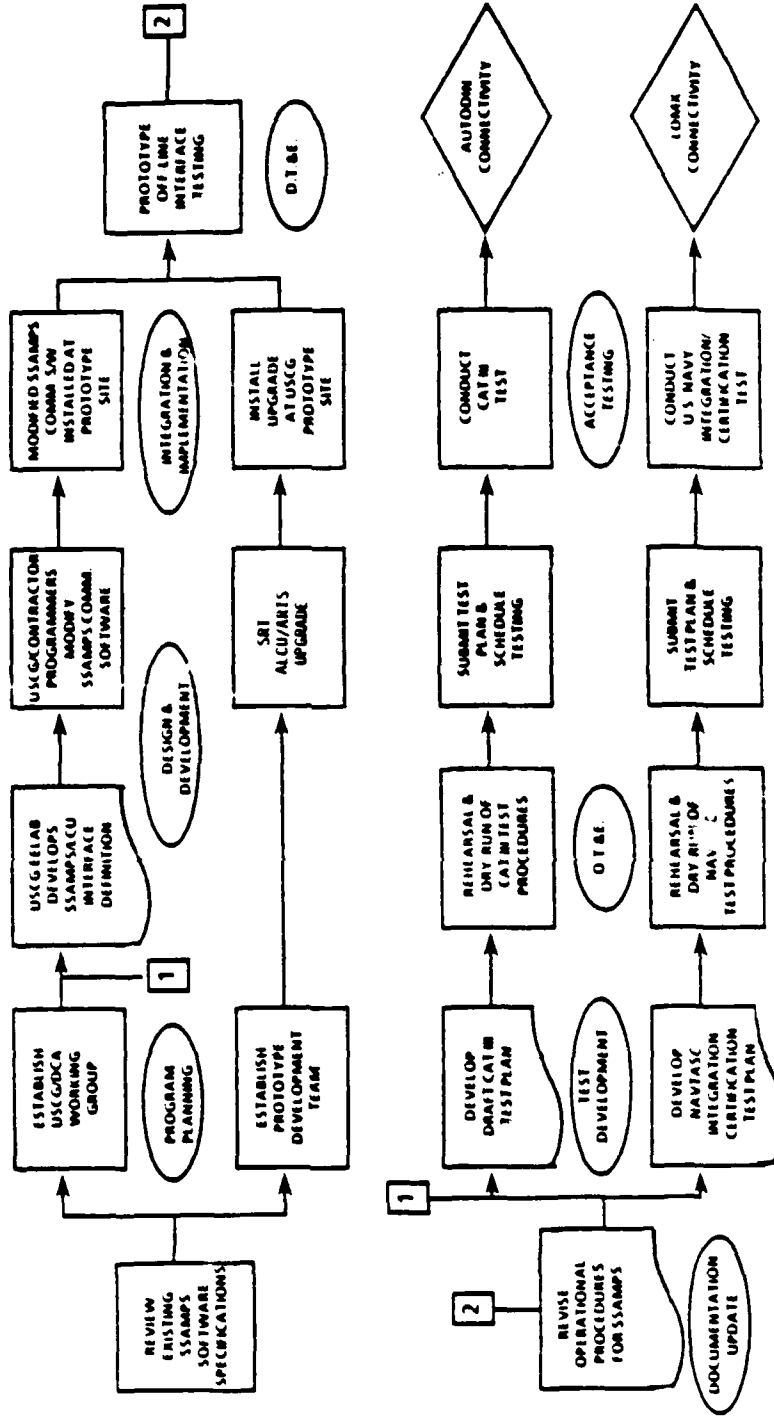 REVIEW
EXISTING
SSAMPS
SOFTWARE
SPECIFICATIONS
ESTABLISH
USCG/DCA
WORKING
GROUP
PROGRAM
PLANNING
ESTABLISH
PROTOTYPE
DEVELOPMENT
TEAM
1
USCG EELAB
DEVELOPS
SSAMPS/ACU
INTERFACE
DEFINITION
USCG/CONTRACTOR
PROGRAMMERS
MODIFY
SSAMPS COMM.
SOFTWARE
DESIGN &
DEVELOPMENT
SRT
ALCU/ARTS
UPGRADE
MODIFIED SSAMPS
COMM S/W
INSTALLED AT
PROTOTYPE
SITE
INTEGRATION &
IMPLEMENTATION
INSTALL
UPGRADE
AT USCG
PROTOTYPE
SITE
PROTOTYPE
OFF LINE
INTERFACE
TESTING
D.T.&E.
2
2
REVISE
OPERATIONAL
PROCEDURES
FOR SSAMPS
DOCUMENTATION
UPDATE
1
DEVELOP
DRAFT CAT III
TEST PLAN
TEST
DEVELOPMENT
DEVELOP
NAVTASC
INTEGRATION
CERTIFICATION
TEST PLAN
REHEARSAL &
DRY RUN OF
CAT III TEST
PROCEDURES
O T &E.
REHEARSAL &
DRY RUN OF
TEST PROCEDURES
SUBMIT TEST
PLAN &
SCHEDULE
TESTING
SUBMIT
TEST PLAN &
SCHEDULE
TESTING
CONDUCT
CAT III
TEST
ACCEPTANCE
TESTING
CONDUCT
U S NAVY
INTEGRATION/
CERTIFICATION
TEST
AUTODIN
CONNECTIVITY
LDMX
CONNECTIVITY